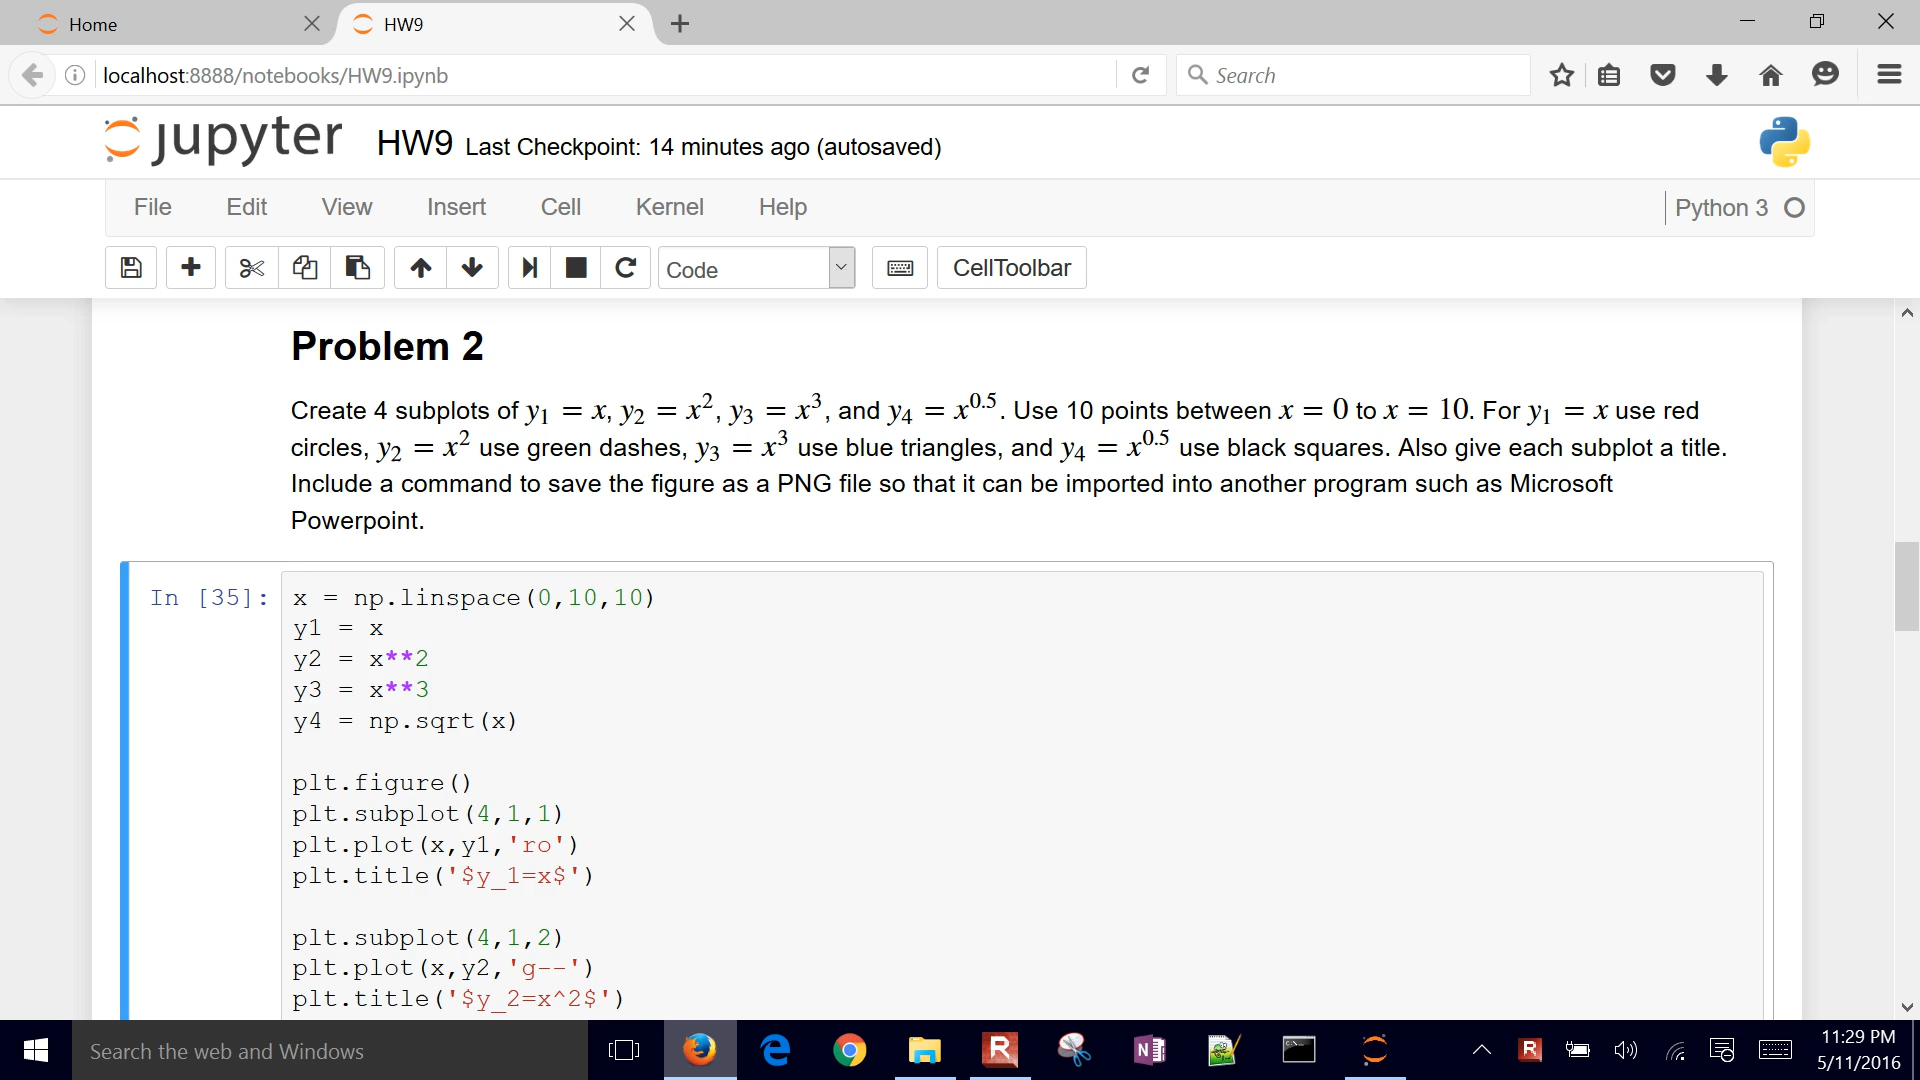 Home
HW9
localhost:8888/notebooks/HW9.ipynb
Search
jupyter HW9 Last Checkpoint: 14 minutes ago (autosaved)
File Edit View Insert Cell Kernel Help Python 3
Code CellToolbar
Problem 2
Create 4 subplots of y₁ = x, y₂ = x², y₃ = x³, and y₄ = x^0.5. Use 10 points between x = 0 to x = 10. For y₁ = x use red
circles, y₂ = x² use green dashes, y₃ = x³ use blue triangles, and y₄ = x^0.5 use black squares. Also give each subplot a title.
Include a command to save the figure as a PNG file so that it can be imported into another program such as Microsoft
Powerpoint.
In [35]: x = np.linspace(0,10,10)
y1 = x
y2 = x**2
y3 = x**3
y4 = np.sqrt(x)
plt.figure()
plt.subplot(4,1,1)
plt.plot(x,y1,'ro')
plt.title('$y_1=x$')
plt.subplot(4,1,2)
plt.plot(x,y2,'g--')
plt.title('$y_2=x^2$')
Search the web and Windows
11:29 PM
5/11/2016